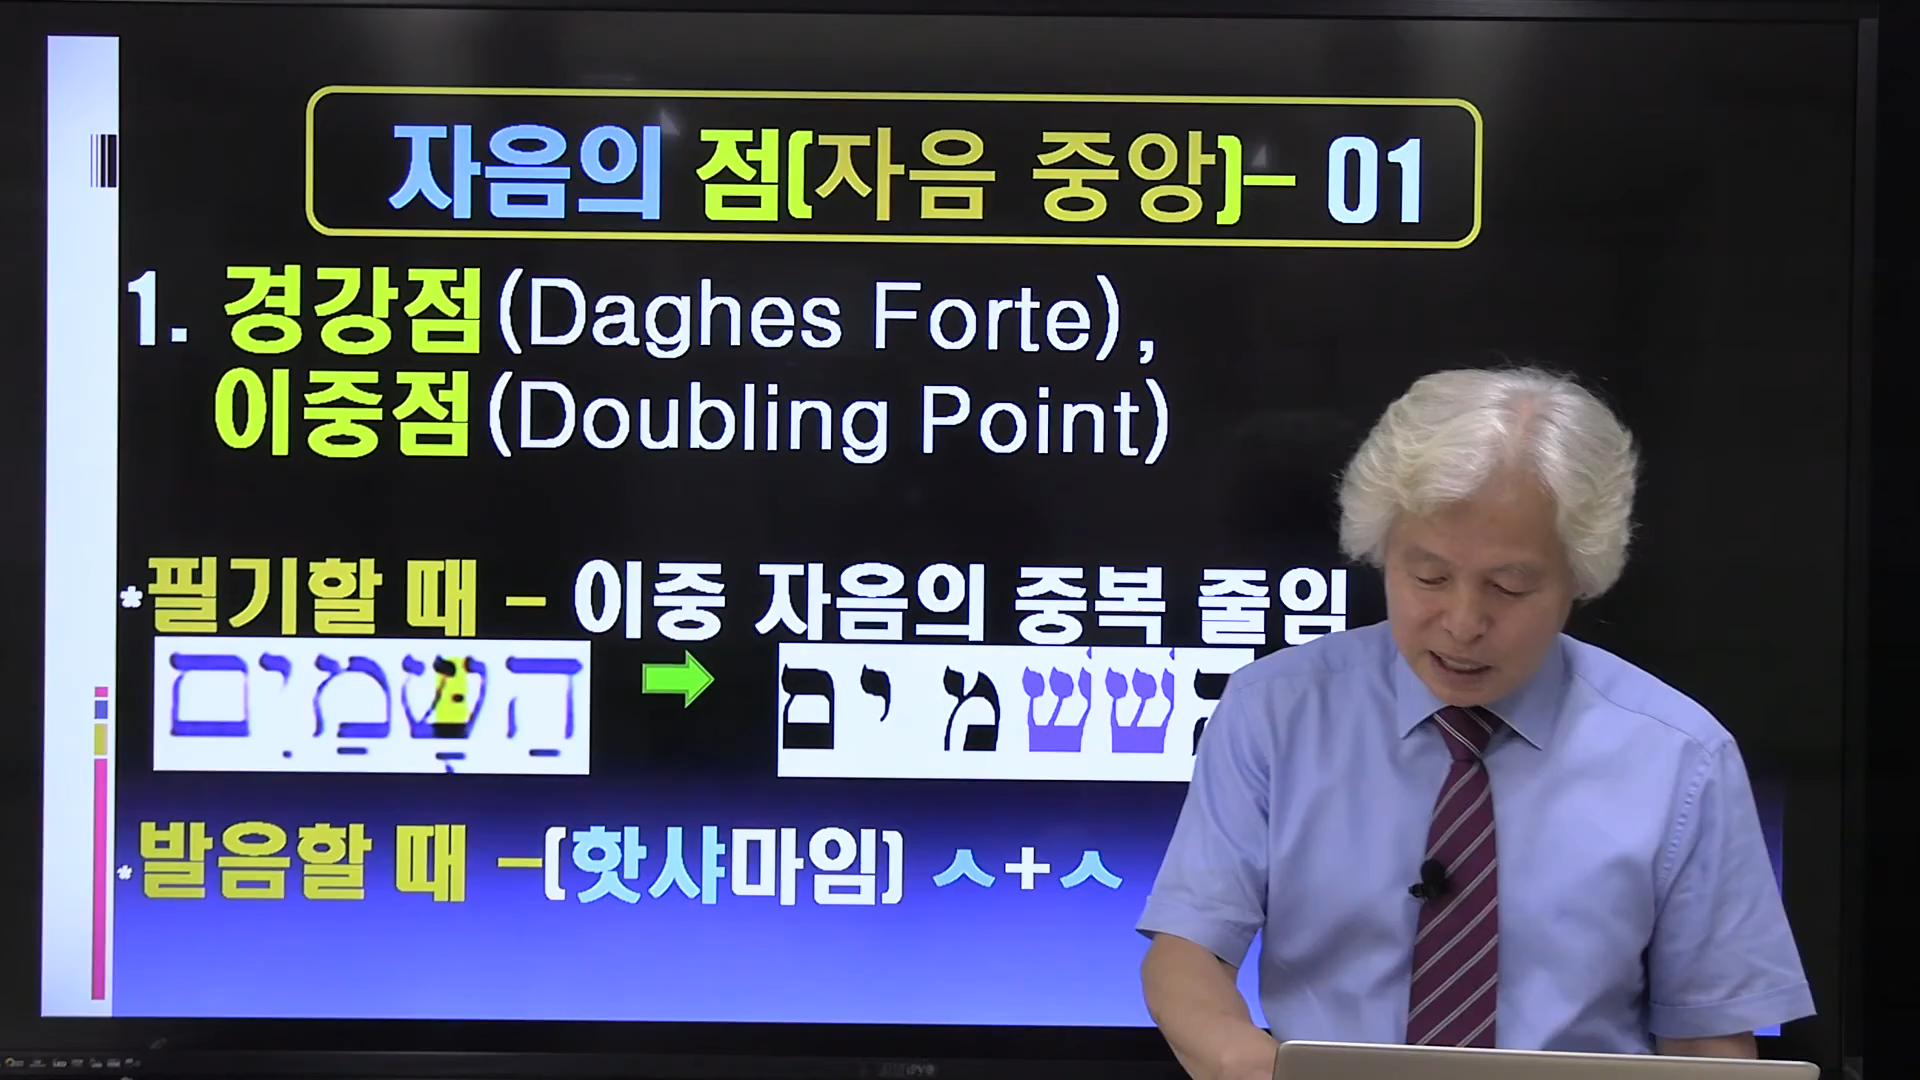 자음의 점(자음 중앙)- 01
1. 경강점(Daghes Forte),
이중점(Doubling Point)
*필기할 때 - 이중 자음의 중복 줄임
הַשָּׁמַיִם ➡ ששׁשׁמ ים
*발음할 때 -(핫샤마임) ㅅ+ㅅ